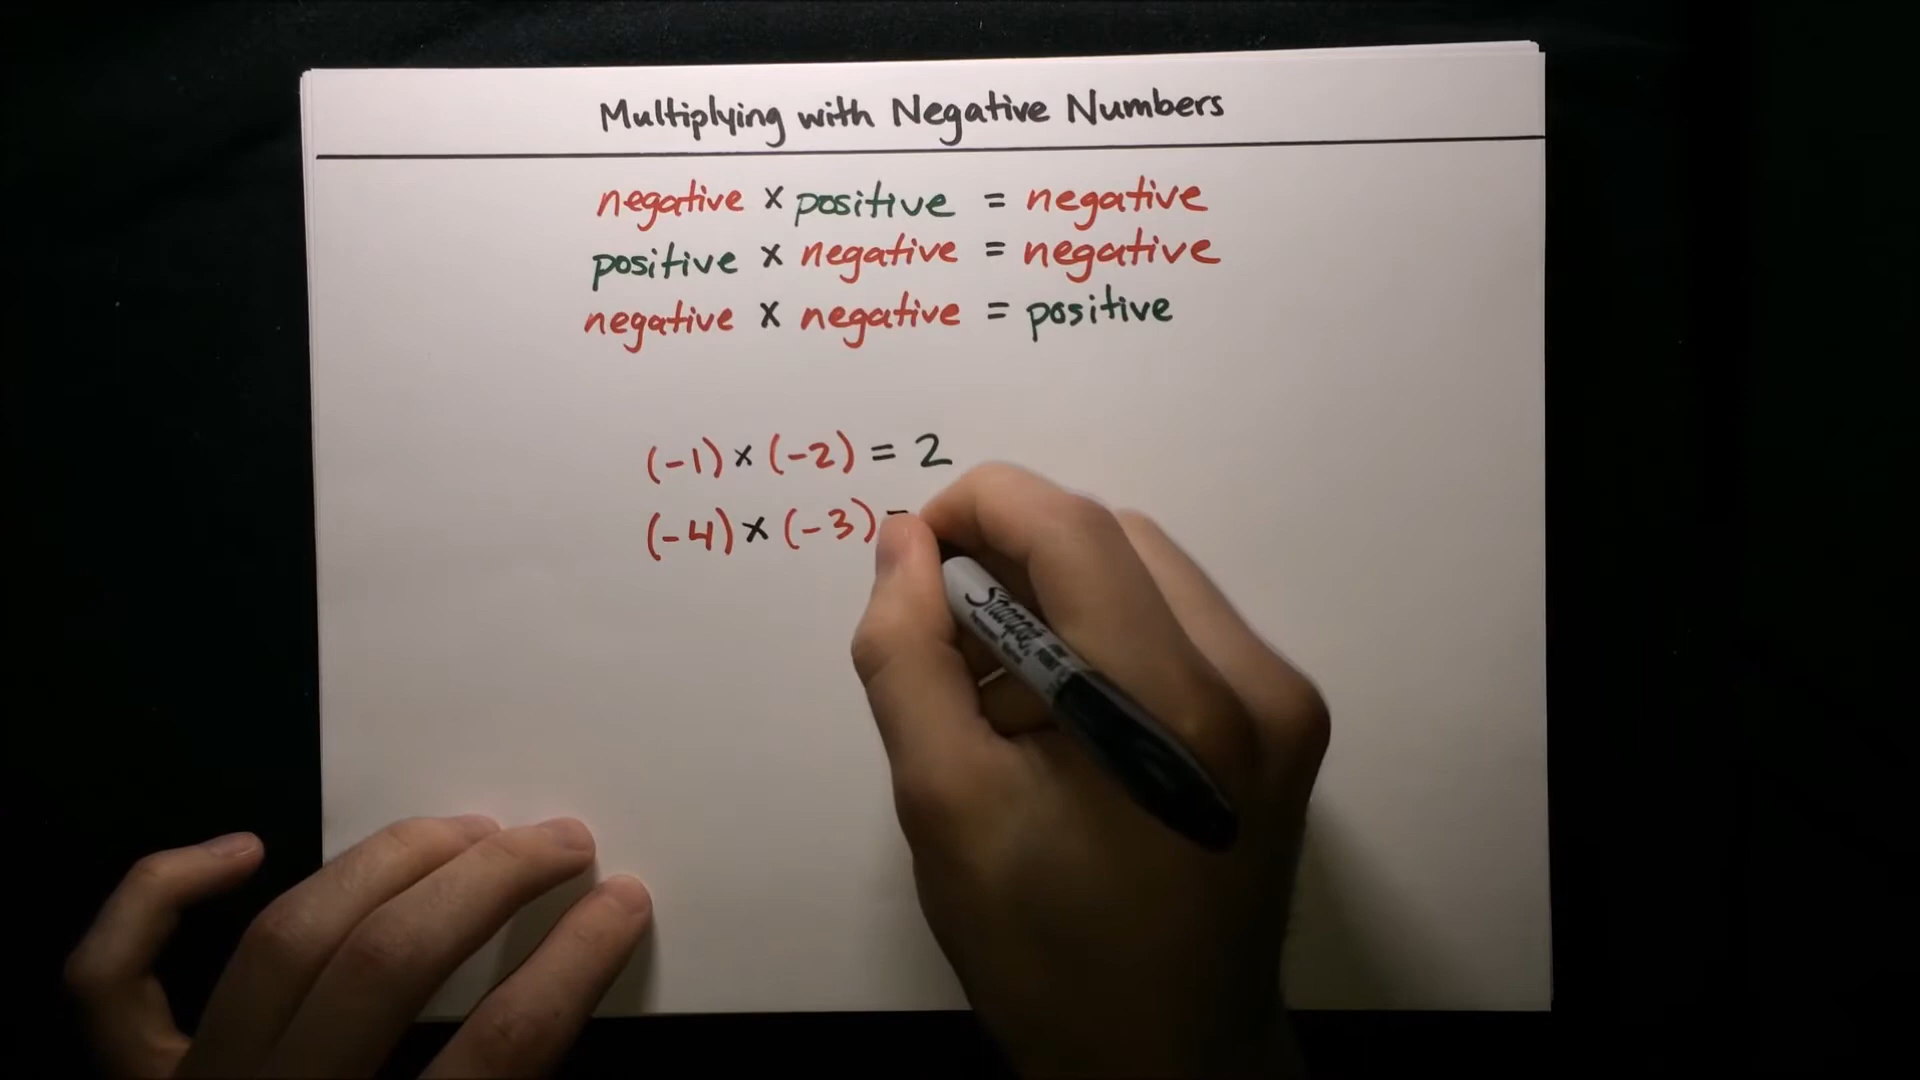 Multiplying with Negative Numbers
negative x positive = negative
positive x negative = negative
negative x negative = positive
(-1) x (-2) = 2
(-4) x (-3) =
Sharpie